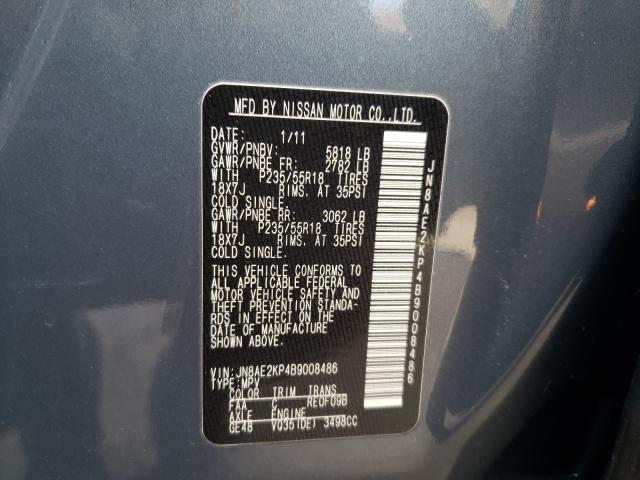 MFD BY NISSAN MOTOR CO.,LTD.
DATE: 1/11
GVWR/PNBV: 5818 LB
GAWR/PNBE FR: 2782 LB
WITH P235/55R18 TIRES
18X7J RIMS. AT 35PSI
COLD SINGLE.
GAWR/PNBE RR: 3062 LB
WITH P235/55R18 TIRES
18X7J RIMS. AT 35PSI
COLD SINGLE.
THIS VEHICLE CONFORMS TO
ALL APPLICABLE FEDERAL
MOTOR VEHICLE SAFETY AND
THEFT PREVENTION STANDA-
RDS IN EFFECT ON THE
DATE OF MANUFACTURE
SHOWN ABOVE.
VIN: JN8AE2KP4B9008486
TYPE: MPV
COLOR TRIM TRANS
FAA C REOF09B
AXLE ENGINE
GE48 VQ35(DE) 3498CC
JN8AE2KP4B9008486